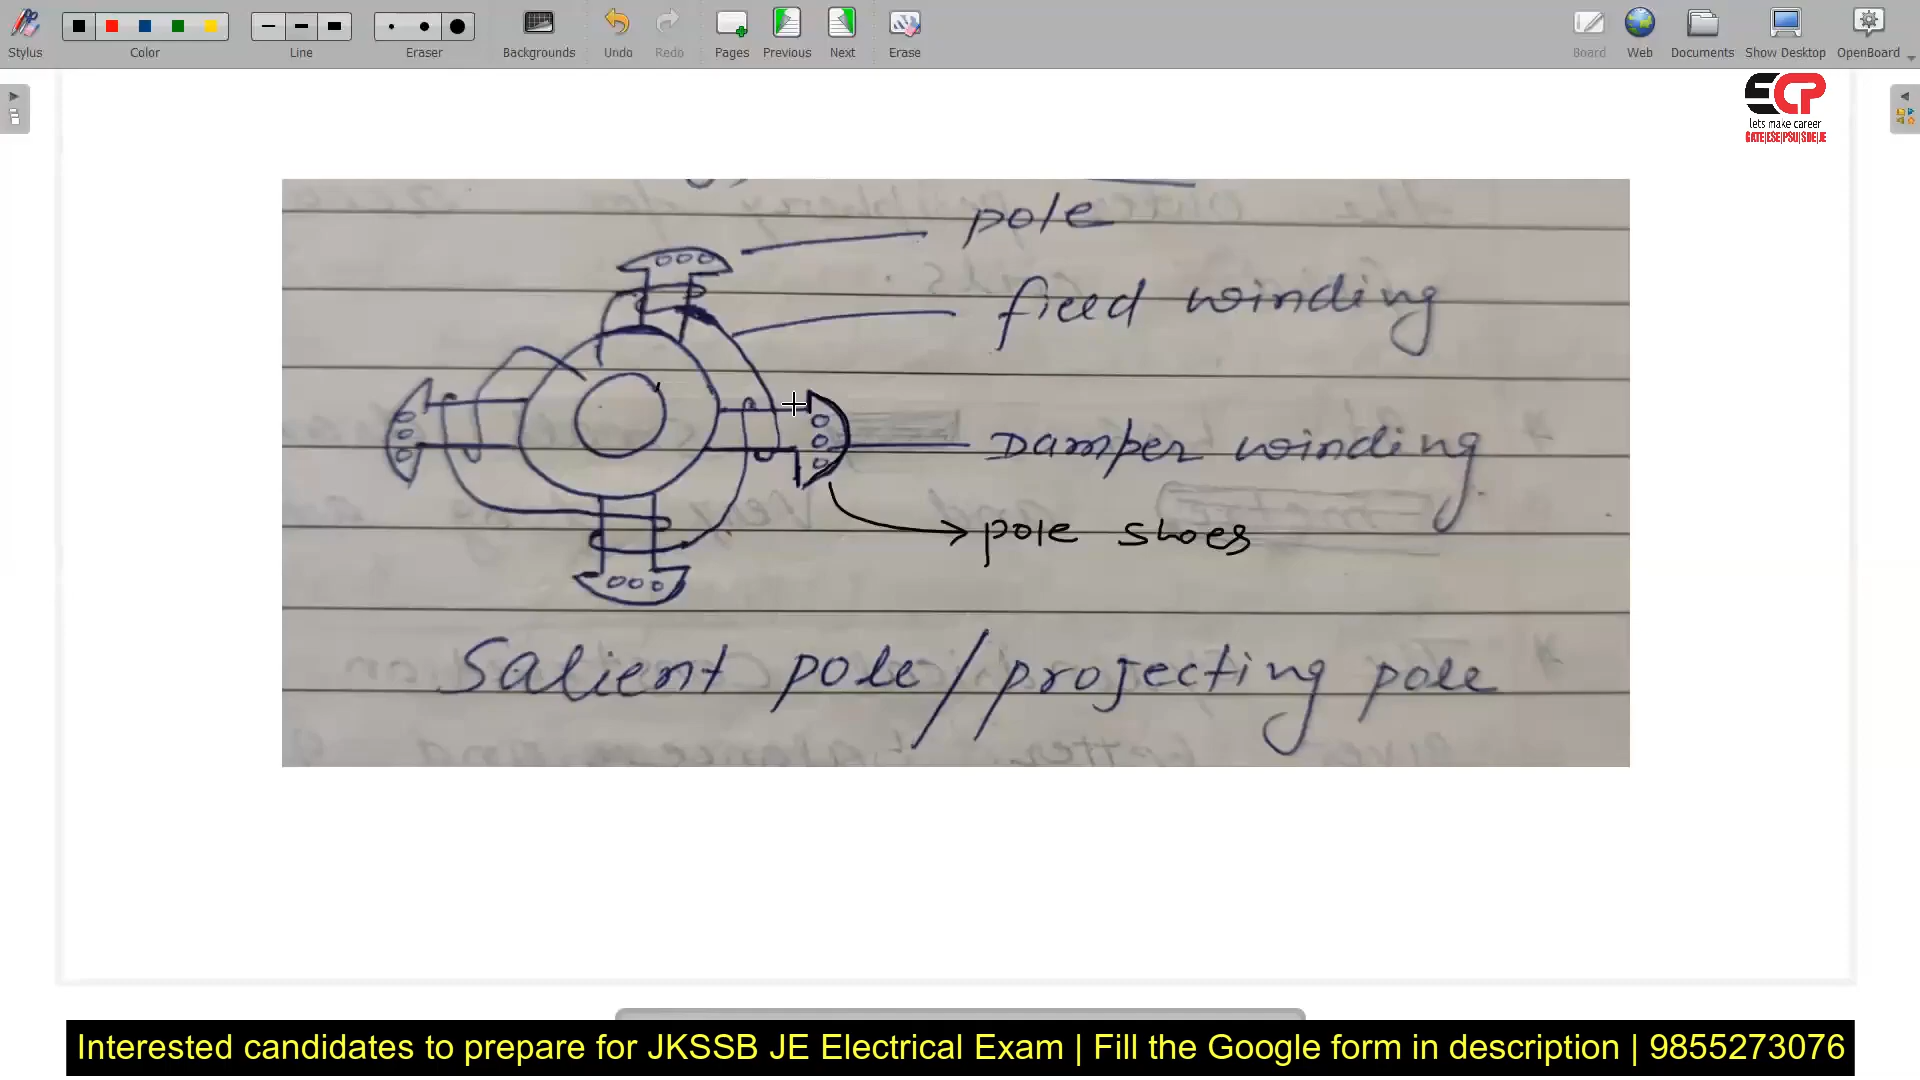 Stylus
Color
Line
Eraser
Backgrounds
Undo
Redo
Pages
Previous
Next
Erase
Board
Web
Documents
Show Desktop
OpenBoard
ECP
lets make career
GATE|ESE|PSU|SDE|JE
pole
fieed winding
Damper winding
pole shoes
Salient pole/projecting pole
Interested candidates to prepare for JKSSB JE Electrical Exam | Fill the Google form in description | 9855273076